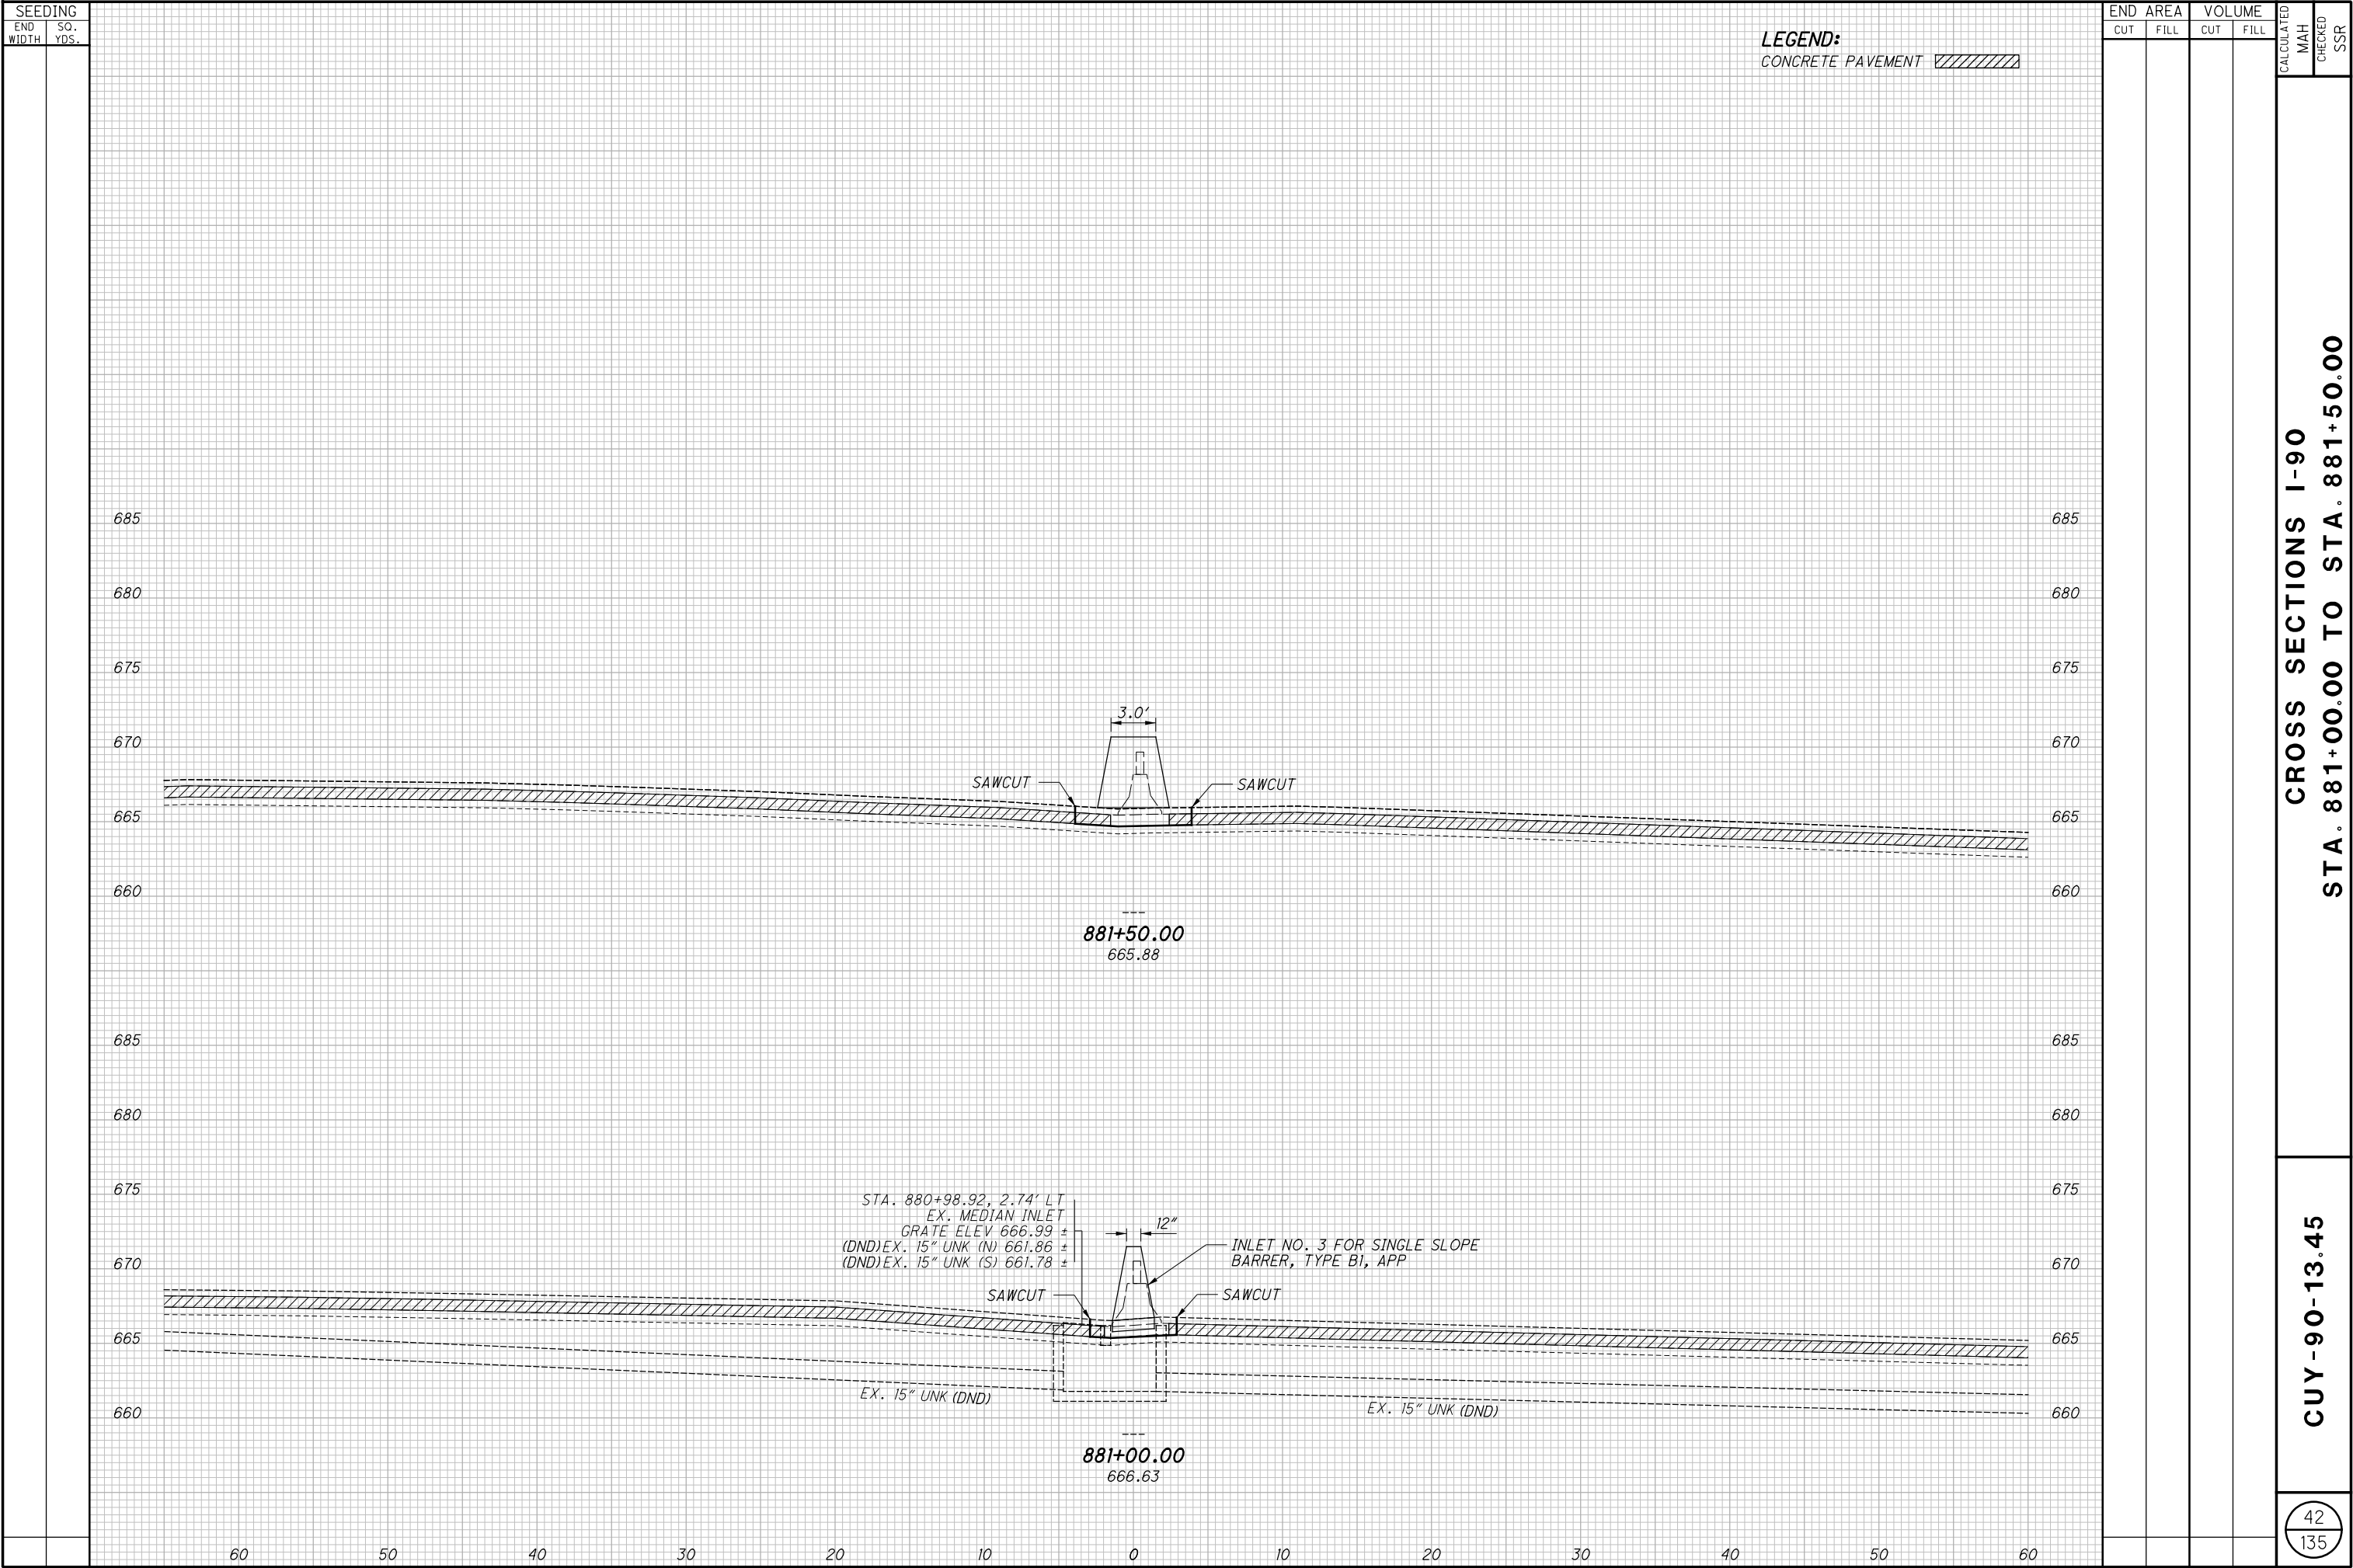 SEEDING
END WIDTH
SQ. YDS.
LEGEND:
CONCRETE PAVEMENT
END AREA
VOLUME
CUT
FILL
CUT
FILL
CALCULATED
MAH
CHECKED
SSR
685
685
680
680
675
675
3.0'
670
670
SAWCUT
SAWCUT
665
665
660
660
881+50.00
665.88
685
685
680
680
675
675
STA. 880+98.92, 2.74' LT
EX. MEDIAN INLET
GRATE ELEV 666.99 ±
(DND)EX. 15" UNK (N) 661.86 ±
(DND)EX. 15" UNK (S) 661.78 ±
12"
INLET NO. 3 FOR SINGLE SLOPE
BARRER, TYPE B1, APP
670
670
SAWCUT
SAWCUT
665
665
EX. 15" UNK (DND)
EX. 15" UNK (DND)
660
660
881+00.00
666.63
60
50
40
30
20
10
0
10
20
30
40
50
60
CROSS SECTIONS I-90
STA. 881+00.00 TO STA. 881+50.00
CUY-90-13.45
42
135